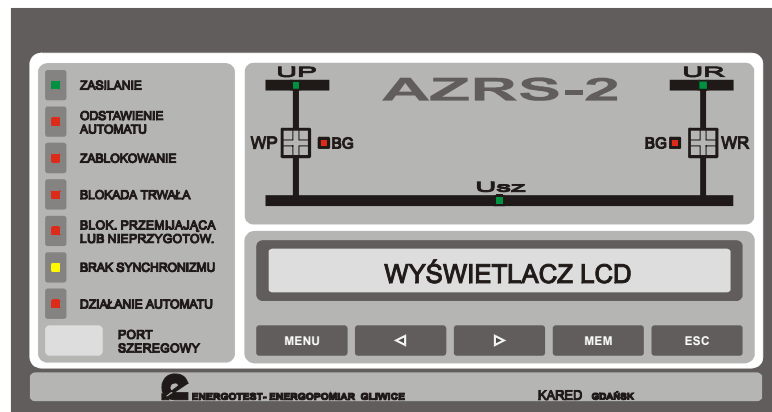 ZASILANIE
ODSTAWIENIE
AUTOMATU
ZABLOKOWANIE
BLOKADA TRWAŁA
BLOK. PRZEMIJAJĄCA
LUB NIEPRZYGOTOW.
BRAK SYNCHRONIZMU
DZIAŁANIE AUTOMATU
PORT
SZEREGOWY
UP
AZRS-2
UR
WP
BG
BG
WR
Usz
WYŚWIETLACZ LCD
MENU
MEM
ESC
e ENERGOTEST-ENERGOPOMIAR GLIWICE
KARED GDAŃSK